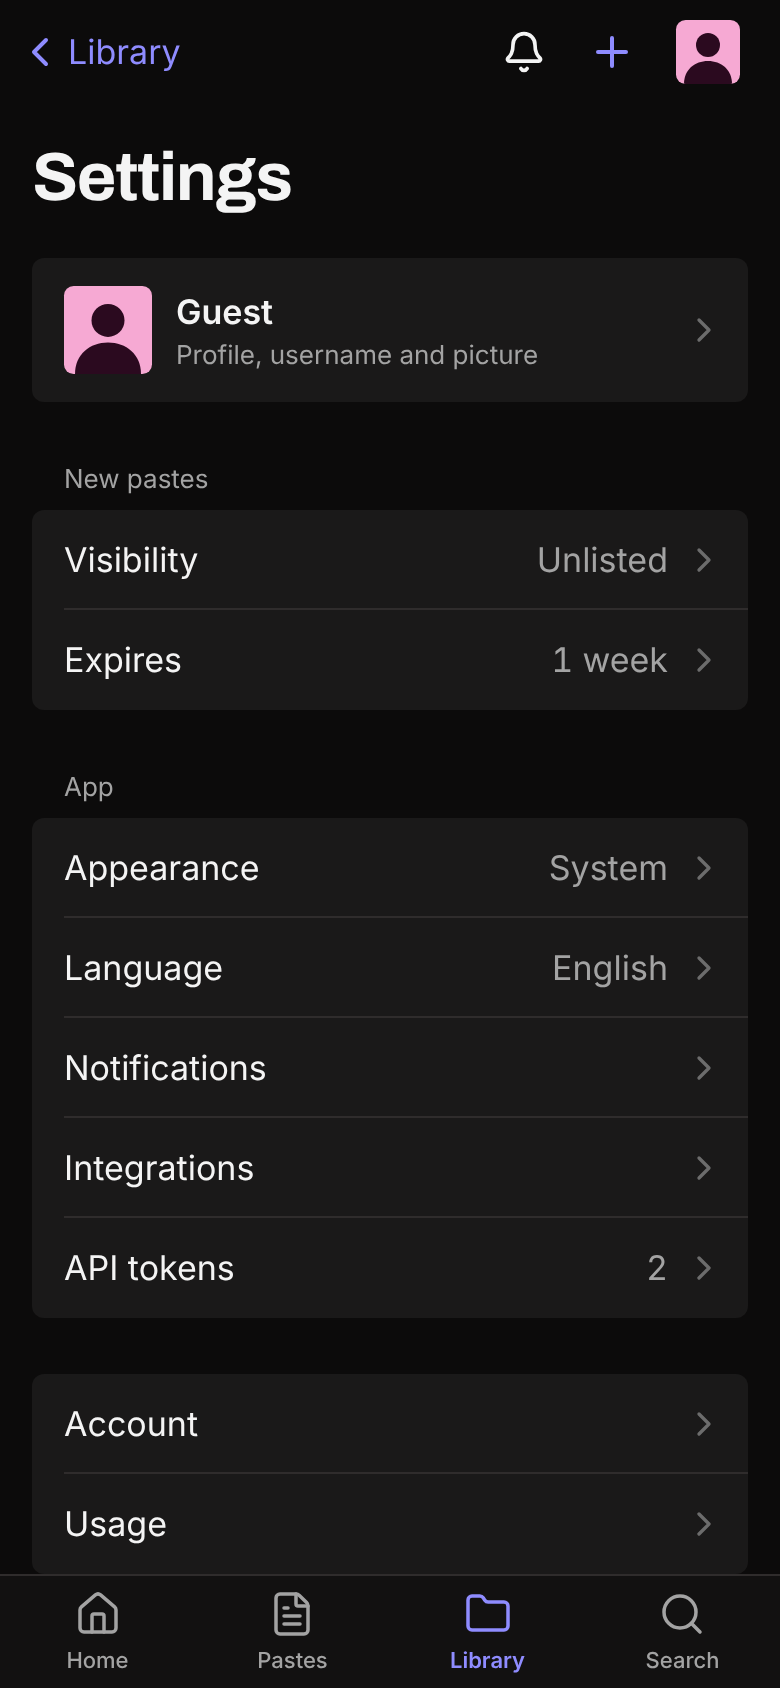 Library
Settings
Guest
Profile, username and picture
New pastes
Visibility Unlisted
Expires 1 week
App
Appearance System
Language English
Notifications
Integrations
API tokens 2
Account
Usage
Home Pastes Library Search